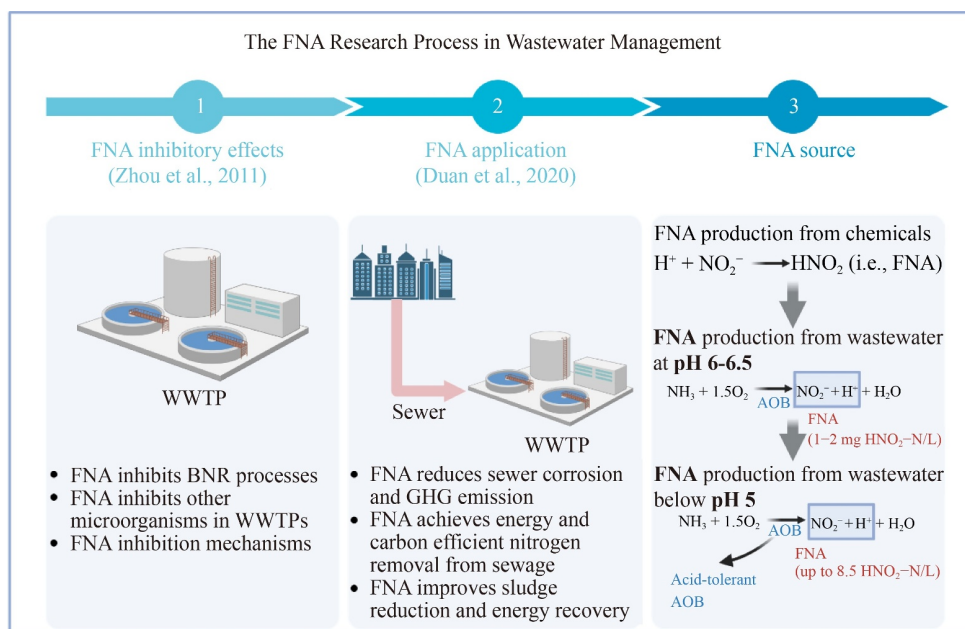 The FNA Research Process in Wastewater Management
1
2
3
FNA inhibitory effects
(Zhou et al., 2011)
FNA application
(Duan et al., 2020)
FNA source
WWTP
• FNA inhibits BNR processes
• FNA inhibits other
microorganisms in WWTPs
• FNA inhibition mechanisms
Sewer
WWTP
• FNA reduces sewer corrosion
and GHG emission
• FNA achieves energy and
carbon efficient nitrogen
removal from sewage
• FNA improves sludge
reduction and energy recovery
FNA production from chemicals
H⁺ + NO₂⁻ → HNO₂ (i.e., FNA)
FNA production from wastewater
at pH 6-6.5
NH₃ + 1.5O₂ → NO₂⁻ + H⁺ + H₂O
AOB
FNA
(1−2 mg HNO₂−N/L)
FNA production from wastewater
below pH 5
NH₃ + 1.5O₂ → NO₂⁻ + H⁺ + H₂O
AOB
FNA
(up to 8.5 HNO₂−N/L)
Acid-tolerant
AOB